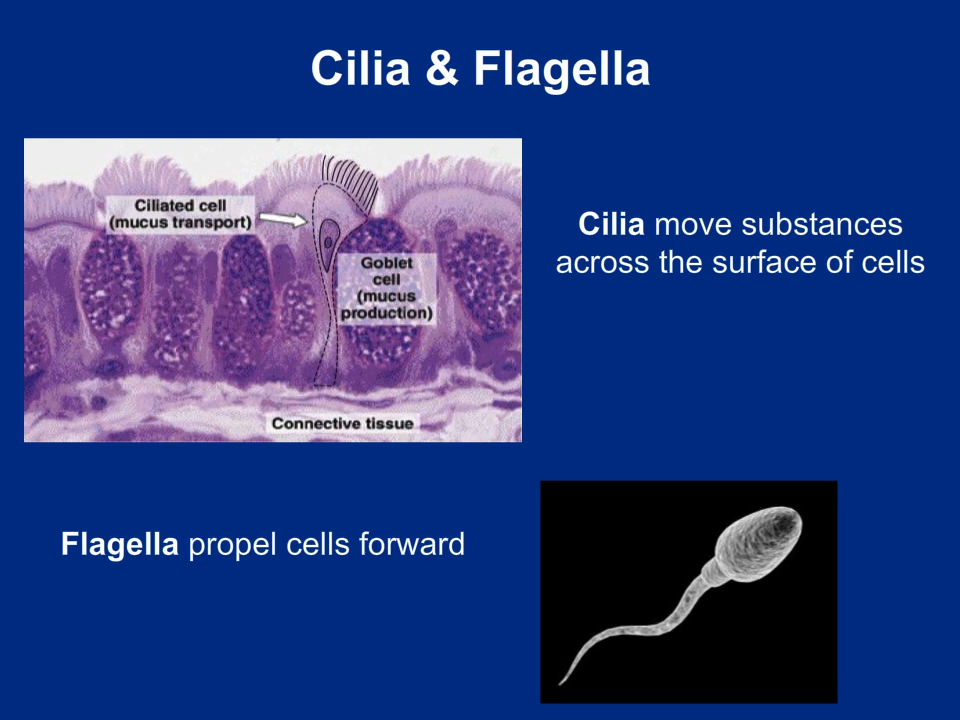 Cilia & Flagella
Ciliated cell
(mucus transport)
Goblet
cell
(mucus
production)
Connective tissue
Cilia move substances
across the surface of cells
Flagella propel cells forward